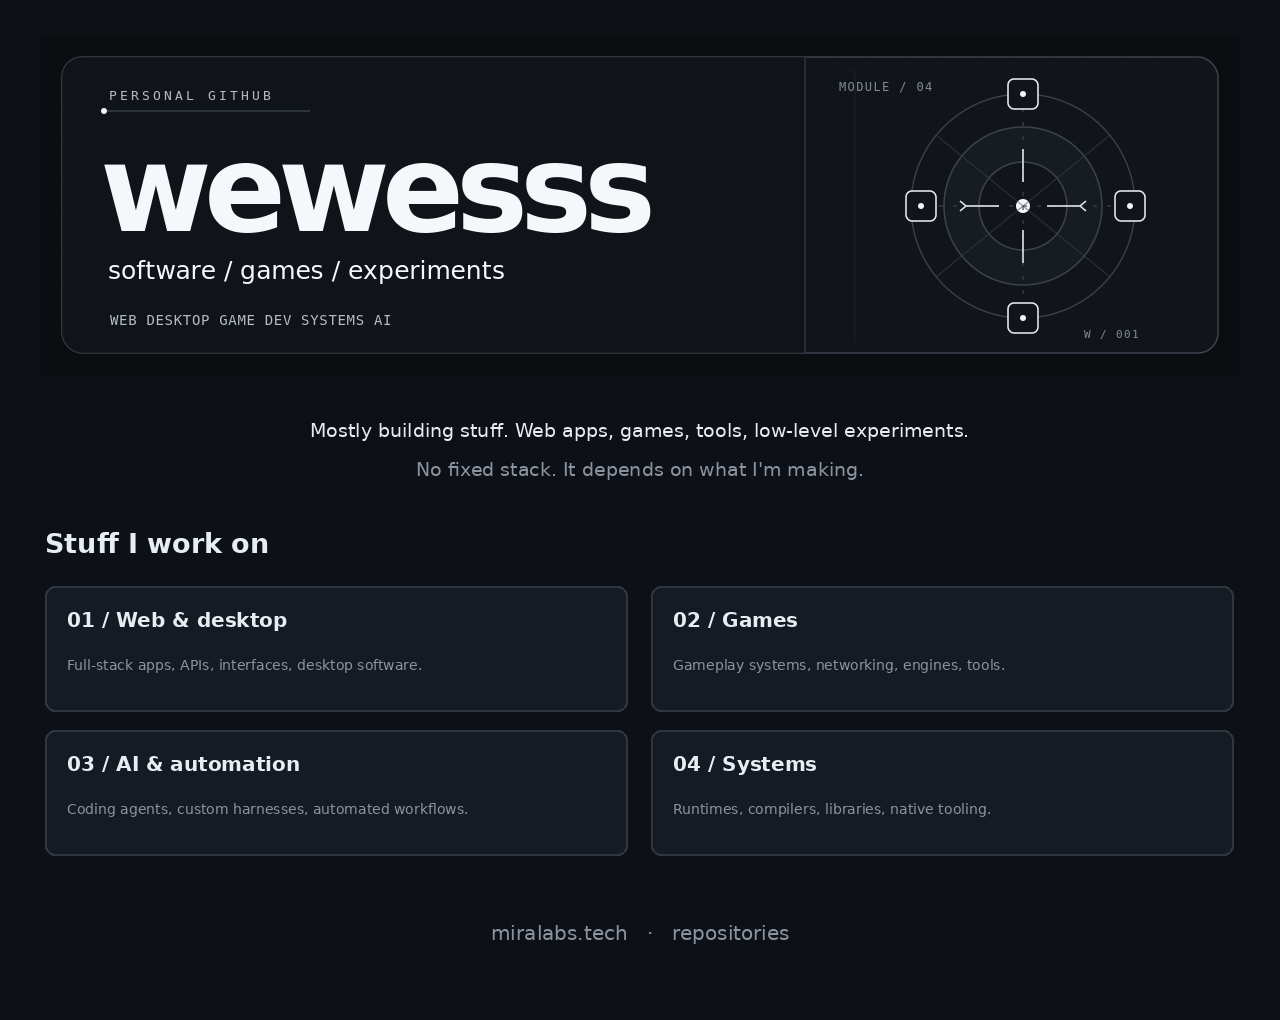 PERSONAL GITHUB
wewesss
software / games / experiments
WEB DESKTOP GAME DEV SYSTEMS AI
MODULE / 04
W / 001
Mostly building stuff. Web apps, games, tools, low-level experiments.
No fixed stack. It depends on what I'm making.
Stuff I work on
01 / Web & desktop
Full-stack apps, APIs, interfaces, desktop software.
02 / Games
Gameplay systems, networking, engines, tools.
03 / AI & automation
Coding agents, custom harnesses, automated workflows.
04 / Systems
Runtimes, compilers, libraries, native tooling.
miralabs.tech · repositories